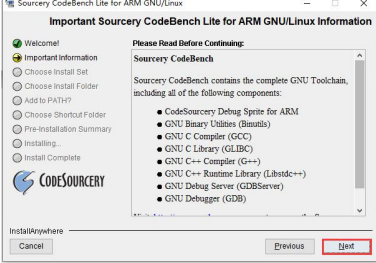 Sourcery CodeBench Lite for ARM GNU/Linux
Important Sourcery CodeBench Lite for ARM GNU/Linux Information
Welcome!
Important Information
Choose Install Set
Choose Install Folder
Add to PATH?
Choose Shortcut Folder
Pre-Installation Summary
Installing...
Install Complete
CODESOURCERY
Please Read Before Continuing:
Sourcery CodeBench
Sourcery CodeBench contains the complete GNU Toolchain,
including all of the following components:
● CodeSourcery Debug Sprite for ARM
● GNU Binary Utilities (Binutils)
● GNU C Compiler (GCC)
● GNU C Library (GLIBC)
● GNU C++ Compiler (G++)
● GNU C++ Runtime Library (Libstdc++)
● GNU Debug Server (GDBServer)
● GNU Debugger (GDB)
InstallAnywhere
Cancel
Previous
Next